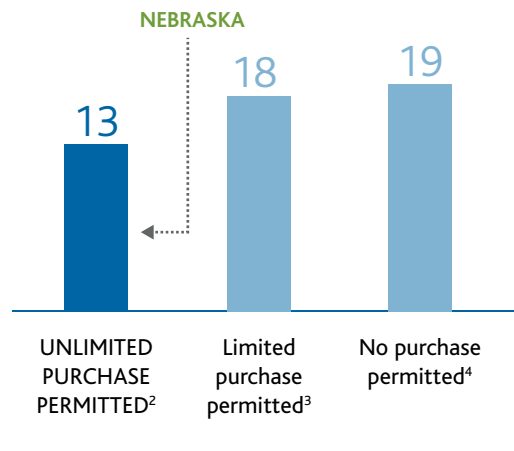 NEBRASKA
13
18
19
UNLIMITED
PURCHASE
PERMITTED²
Limited
purchase
permitted³
No purchase
permitted⁴